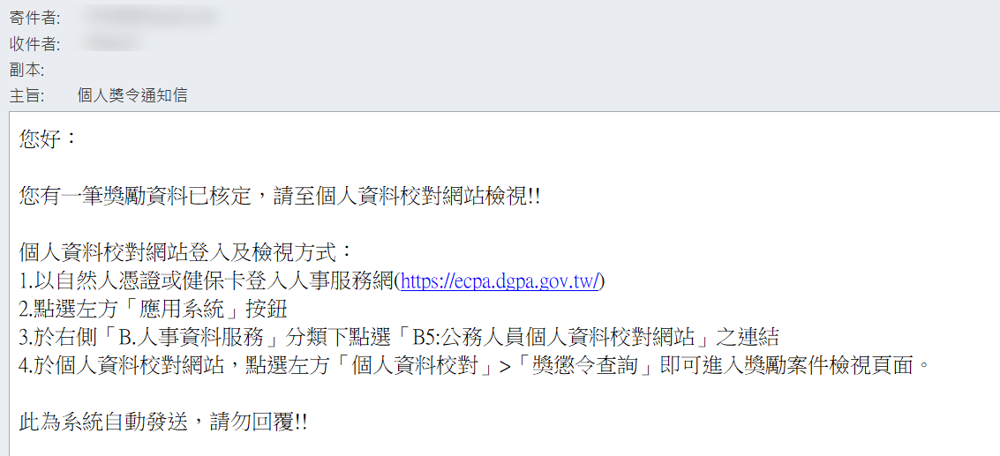 寄件者:
收件者:
副本:
主旨: 個人獎令通知信
您好：
您有一筆獎勵資料已核定，請至個人資料校對網站檢視!!
個人資料校對網站登入及檢視方式：
1.以自然人憑證或健保卡登入人事服務網(https://ecpa.dgpa.gov.tw/)
2.點選左方「應用系統」按鈕
3.於右側「B.人事資料服務」分類下點選「B5:公務人員個人資料校對網站」之連結
4.於個人資料校對網站，點選左方「個人資料校對」>「獎懲令查詢」即可進入獎勵案件檢視頁面。
此為系統自動發送，請勿回覆!!